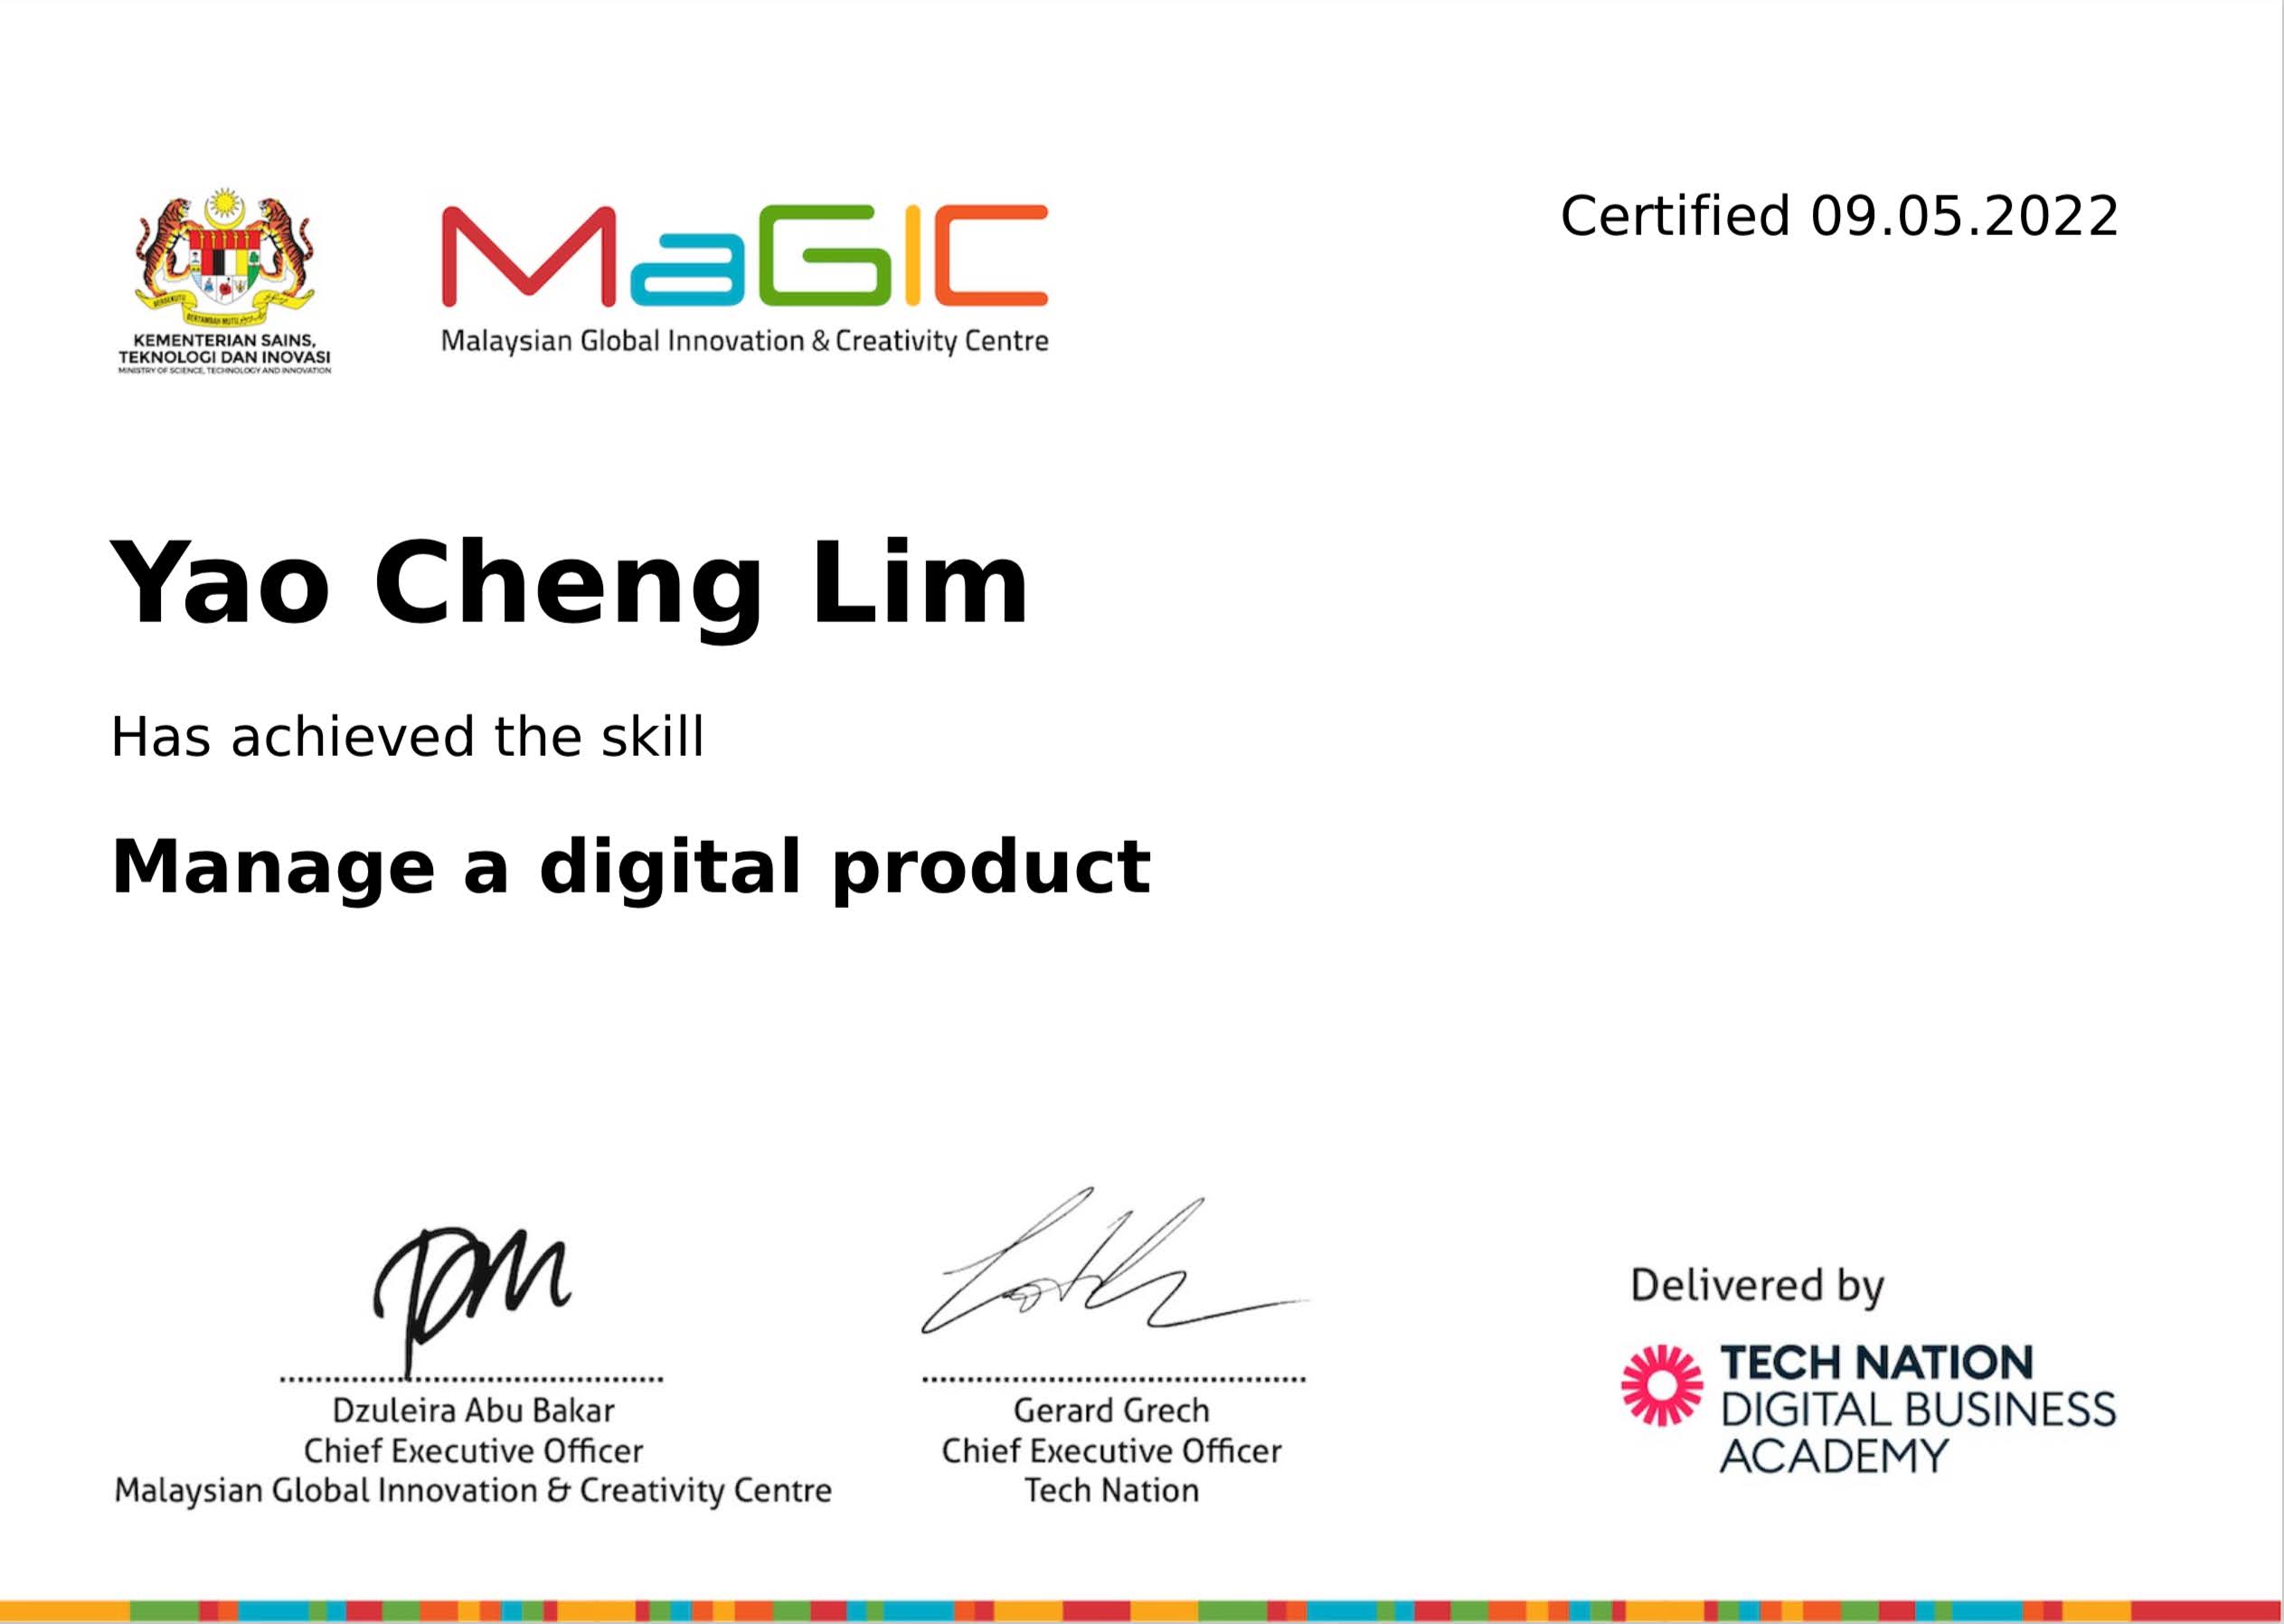 KEMENTERIAN SAINS,
TEKNOLOGI DAN INOVASI
MINISTRY OF SCIENCE, TECHNOLOGY AND INNOVATION
MaGIC
Malaysian Global Innovation & Creativity Centre
Certified 09.05.2022
Yao Cheng Lim
Has achieved the skill
Manage a digital product
Dzuleira Abu Bakar
Chief Executive Officer
Malaysian Global Innovation & Creativity Centre
Gerard Grech
Chief Executive Officer
Tech Nation
Delivered by
TECH NATION
DIGITAL BUSINESS
ACADEMY